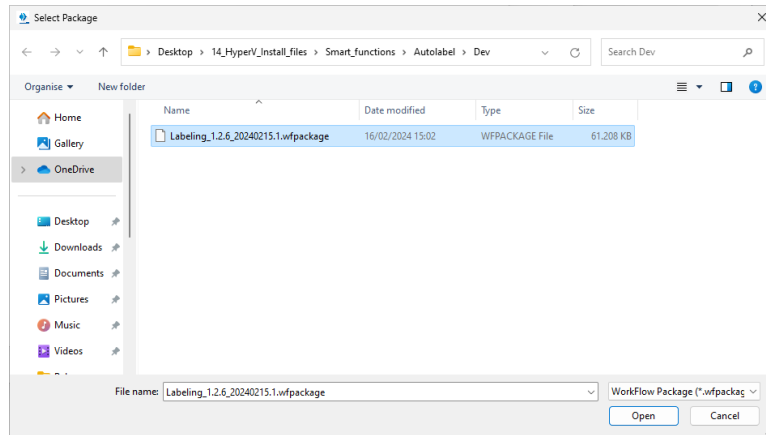 Select Package
Desktop > 14_HyperV_Install_files > Smart_functions > Autolabel > Dev
Search Dev
Organise New folder
Name Date modified Type Size
Home
Labeling_1.2.6_20240215.1.wfpackage 16/02/2024 15:02 WFPACKAGE File 61.208 KB
Gallery
OneDrive
Desktop
Downloads
Documents
Pictures
Music
Videos
File name: Labeling_1.2.6_20240215.1.wfpackage WorkFlow Package (*.wfpackag
Open Cancel